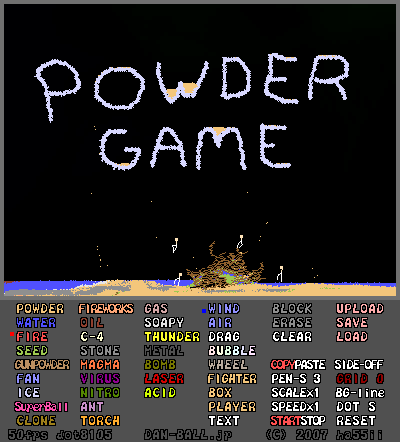 POWDER
GAME
POWDER FIREWORKS GAS WIND BLOCK UPLOAD
WATER OIL SOAPY AIR ERASE SAVE
FIRE C-4 THUNDER DRAG CLEAR LOAD
SEED STONE METAL BUBBLE
GUNPOWDER MAGMA BOMB WHEEL COPYPASTE SIDE-OFF
FAN VIRUS LASER FIGHTER PEN-S 3 GRID 0
ICE NITRO ACID BOX SCALEx1 BG-line
SuperBall ANT PLAYER SPEEDx1 DOT S
CLONE TORCH TEXT STARTSTOP RESET
50fps dot8105 DAN-BALL.jp (C) 2007 ha55ii